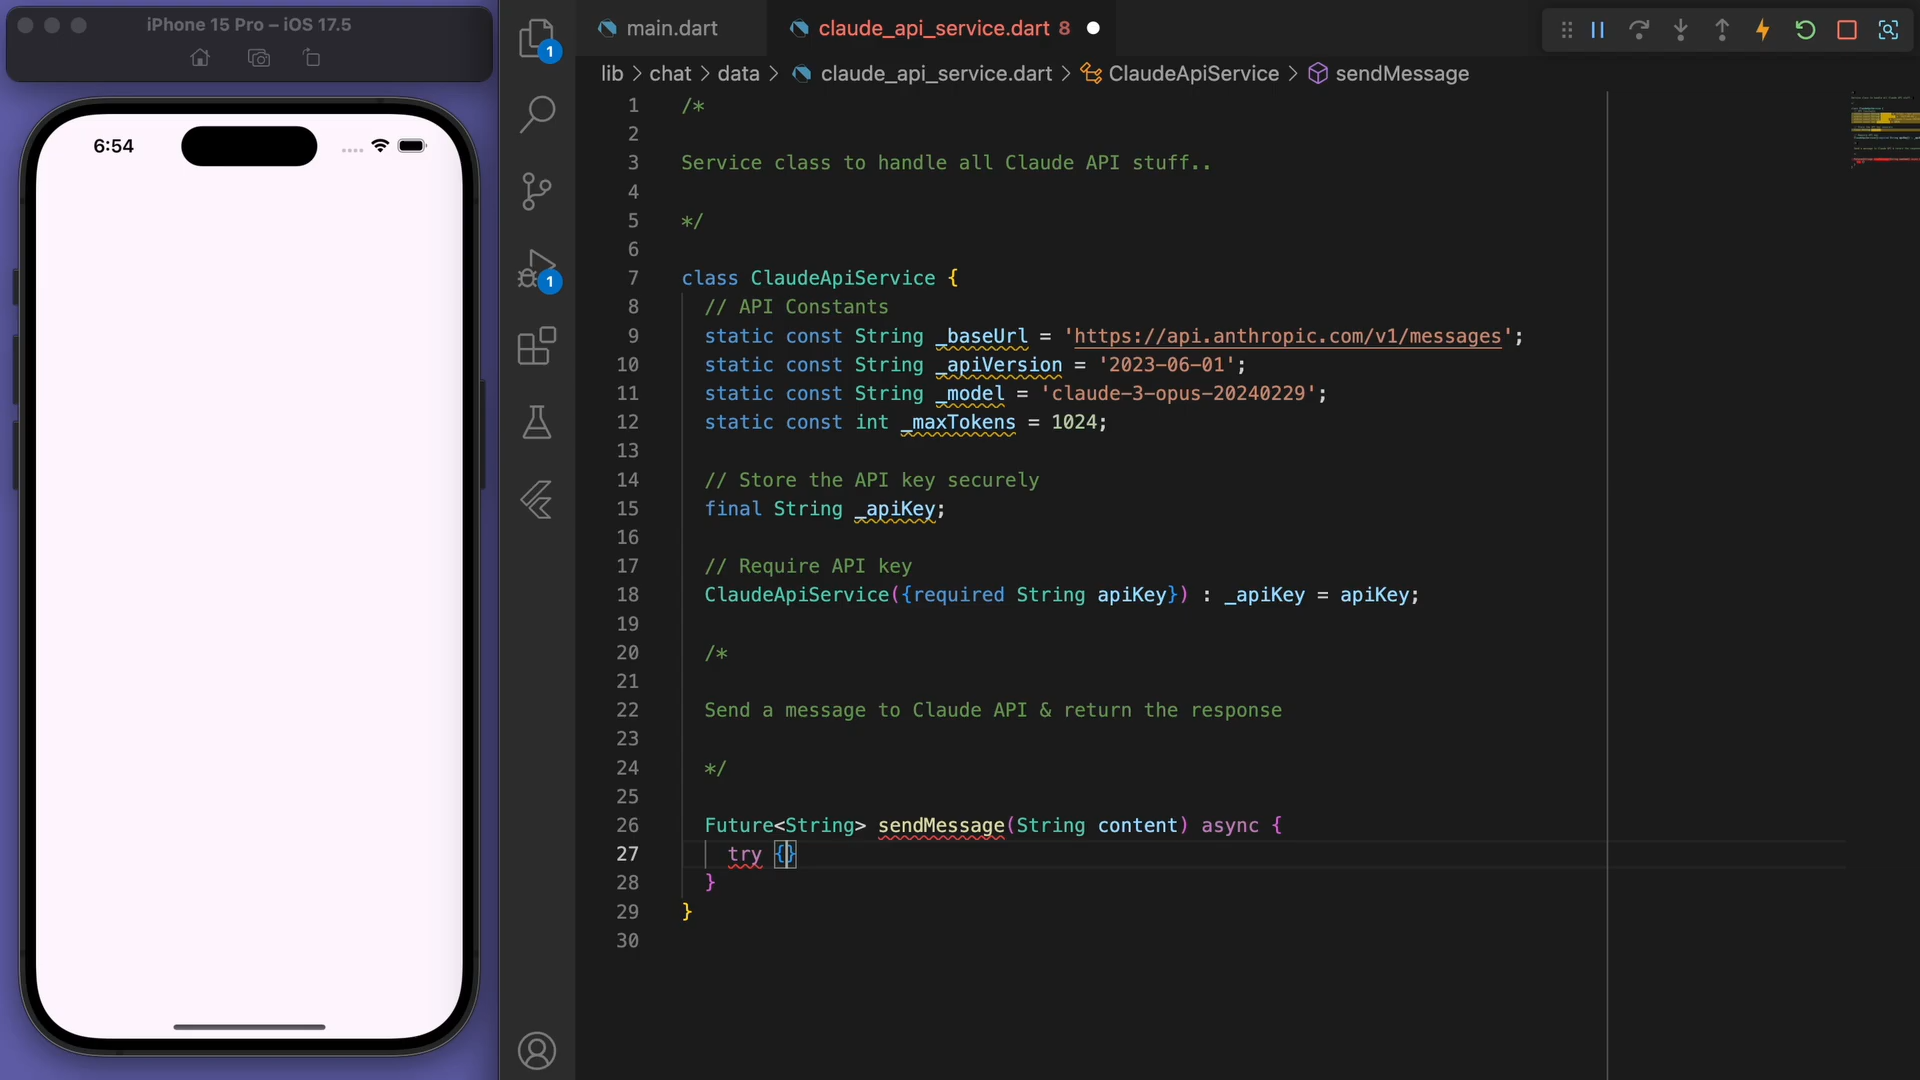 iPhone 15 Pro – iOS 17.5
6:54
1
1
main.dart
claude_api_service.dart 8
lib > chat > data > claude_api_service.dart > ClaudeApiService > sendMessage
1 /*
2
3 Service class to handle all Claude API stuff..
4
5 */
6
7 class ClaudeApiService {
8 // API Constants
9 static const String _baseUrl = 'https://api.anthropic.com/v1/messages';
10 static const String _apiVersion = '2023-06-01';
11 static const String _model = 'claude-3-opus-20240229';
12 static const int _maxTokens = 1024;
13
14 // Store the API key securely
15 final String _apiKey;
16
17 // Require API key
18 ClaudeApiService({required String apiKey}) : _apiKey = apiKey;
19
20 /*
21
22 Send a message to Claude API & return the response
23
24 */
25
26 Future<String> sendMessage(String content) async {
27 try {}
28 }
29 }
30